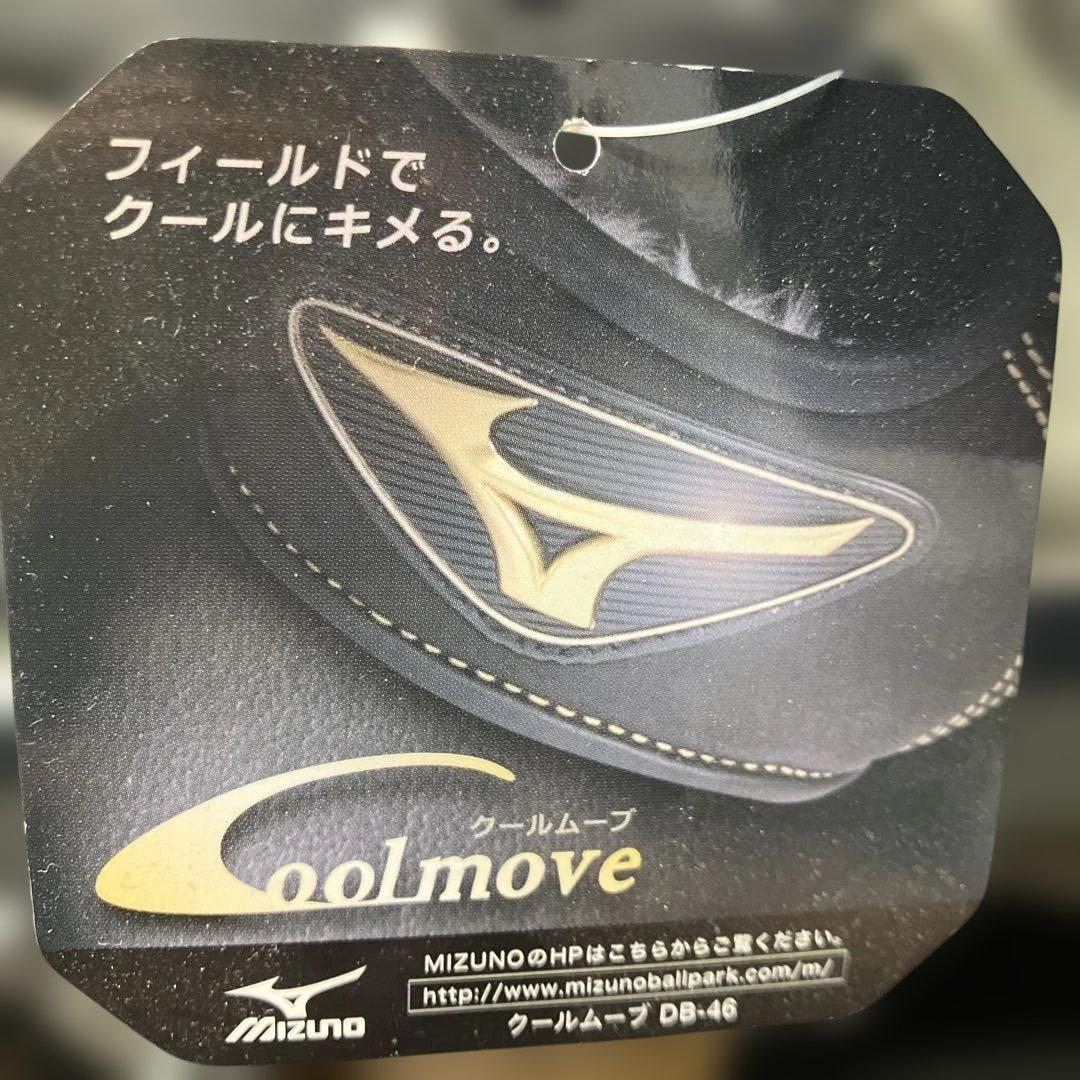 フィールドで
クールにキメる。
クールムーブ
Coolmove
MIZUNOのHPはこちらからご覧ください。
http://www.mizunoballpark.com/m/
MIZUNO
クールムーブ DB-46